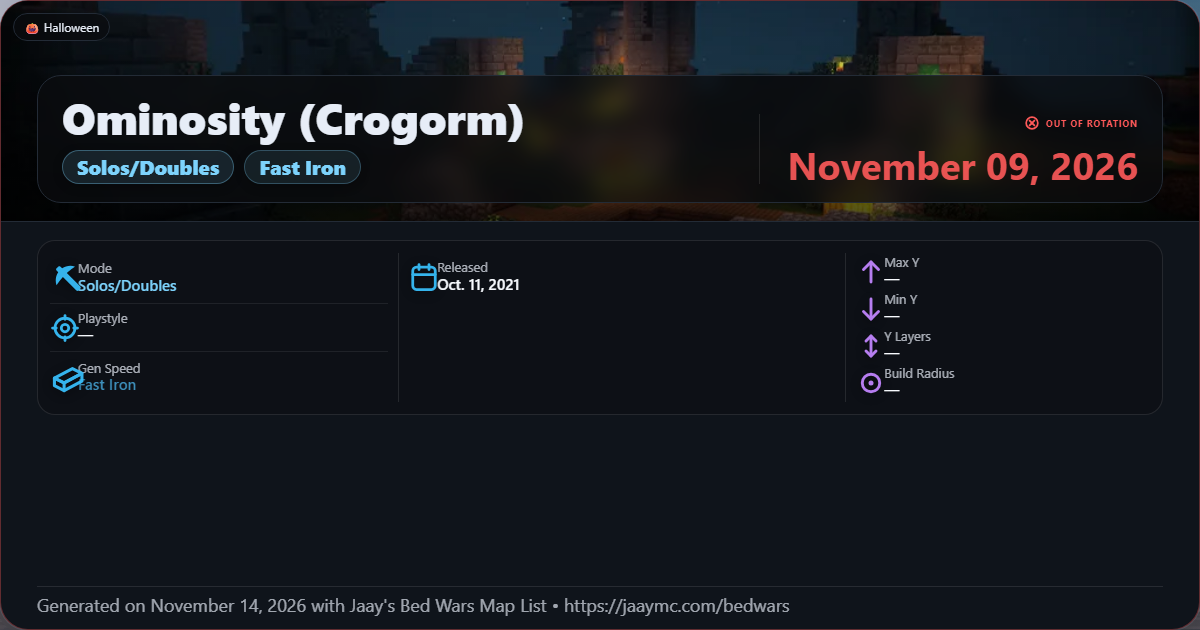 Halloween
Ominosity (Crogorm)
Solos/Doubles
Fast Iron
OUT OF ROTATION
November 09, 2026
Mode
Solos/Doubles
Playstyle
—
Gen Speed
Fast Iron
Released
Oct. 11, 2021
Max Y
—
Min Y
—
Y Layers
—
Build Radius
—
Generated on November 14, 2026 with Jaay's Bed Wars Map List • https://jaaymc.com/bedwars